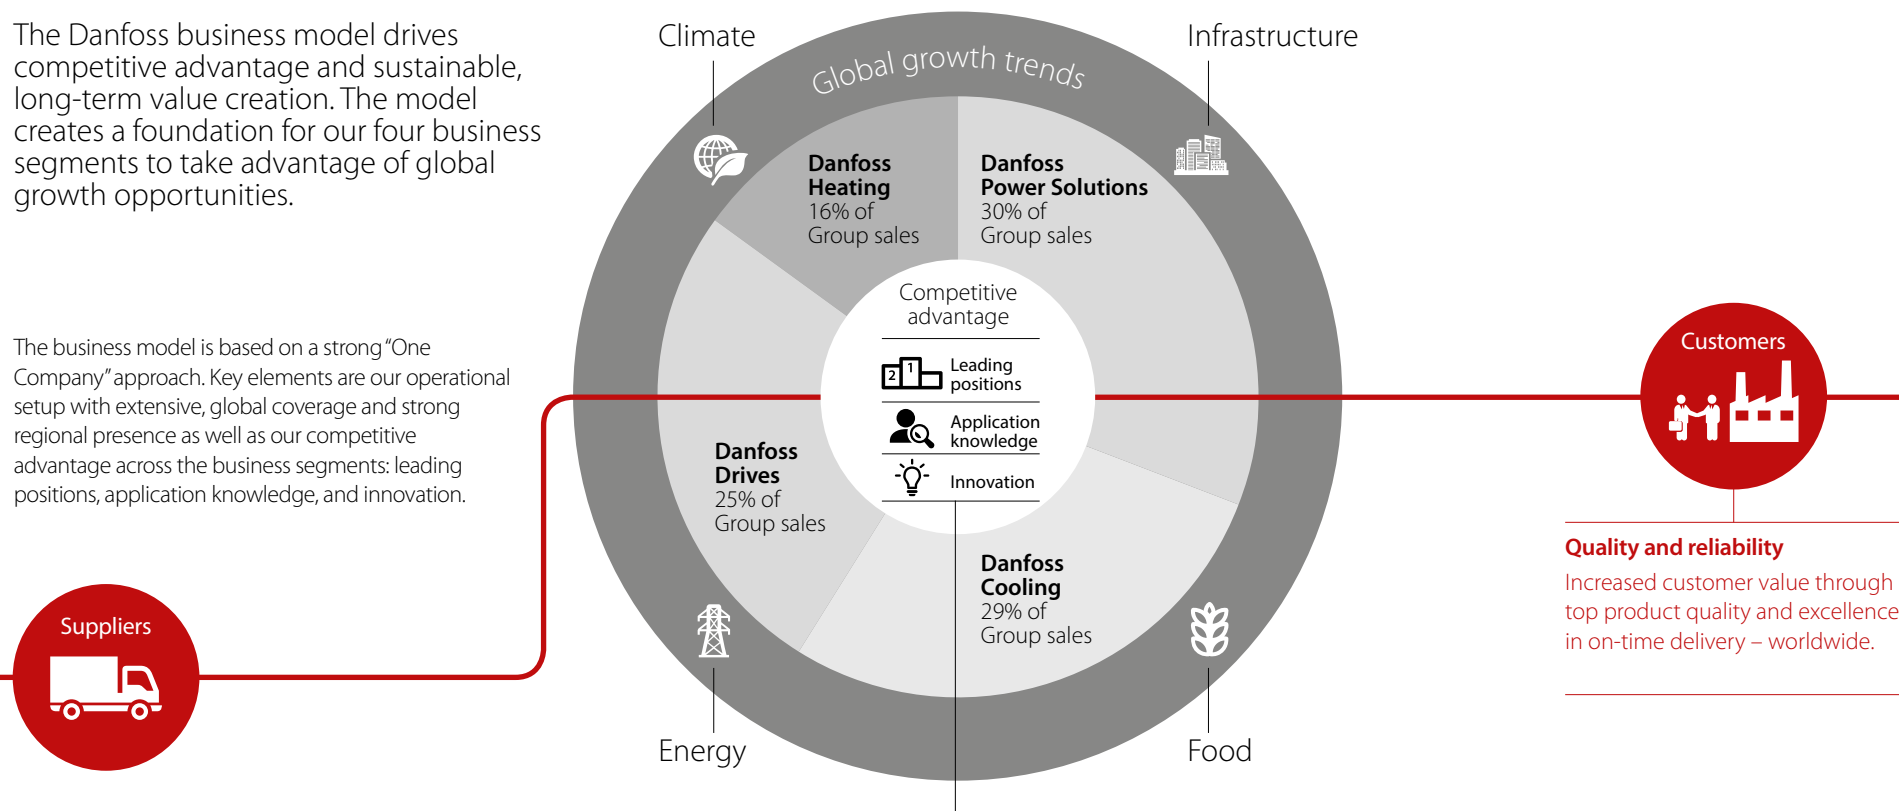 The Danfoss business model drives
competitive advantage and sustainable,
long-term value creation. The model
creates a foundation for our four business
segments to take advantage of global
growth opportunities.
The business model is based on a strong “One
Company” approach. Key elements are our operational
setup with extensive, global coverage and strong
regional presence as well as our competitive
advantage across the business segments: leading
positions, application knowledge, and innovation.
Suppliers
Climate
Infrastructure
Global growth trends
Danfoss
Heating
16% of
Group sales
Danfoss
Power Solutions
30% of
Group sales
Competitive
advantage
2 1
Leading
positions
Application
knowledge
Innovation
Danfoss
Drives
25% of
Group sales
Danfoss
Cooling
29% of
Group sales
Energy
Food
Customers
Quality and reliability
Increased customer value through
top product quality and excellence
in on-time delivery – worldwide.